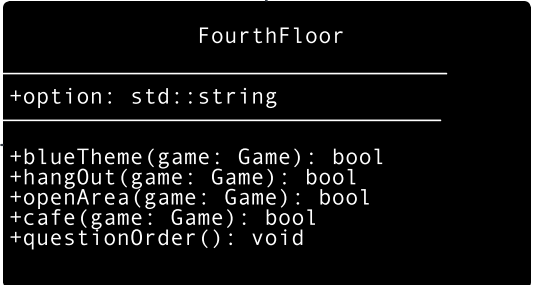 FourthFloor
+option: std::string
+blueTheme(game: Game): bool
+hangOut(game: Game): bool
+openArea(game: Game): bool
+cafe(game: Game): bool
+questionOrder(): void